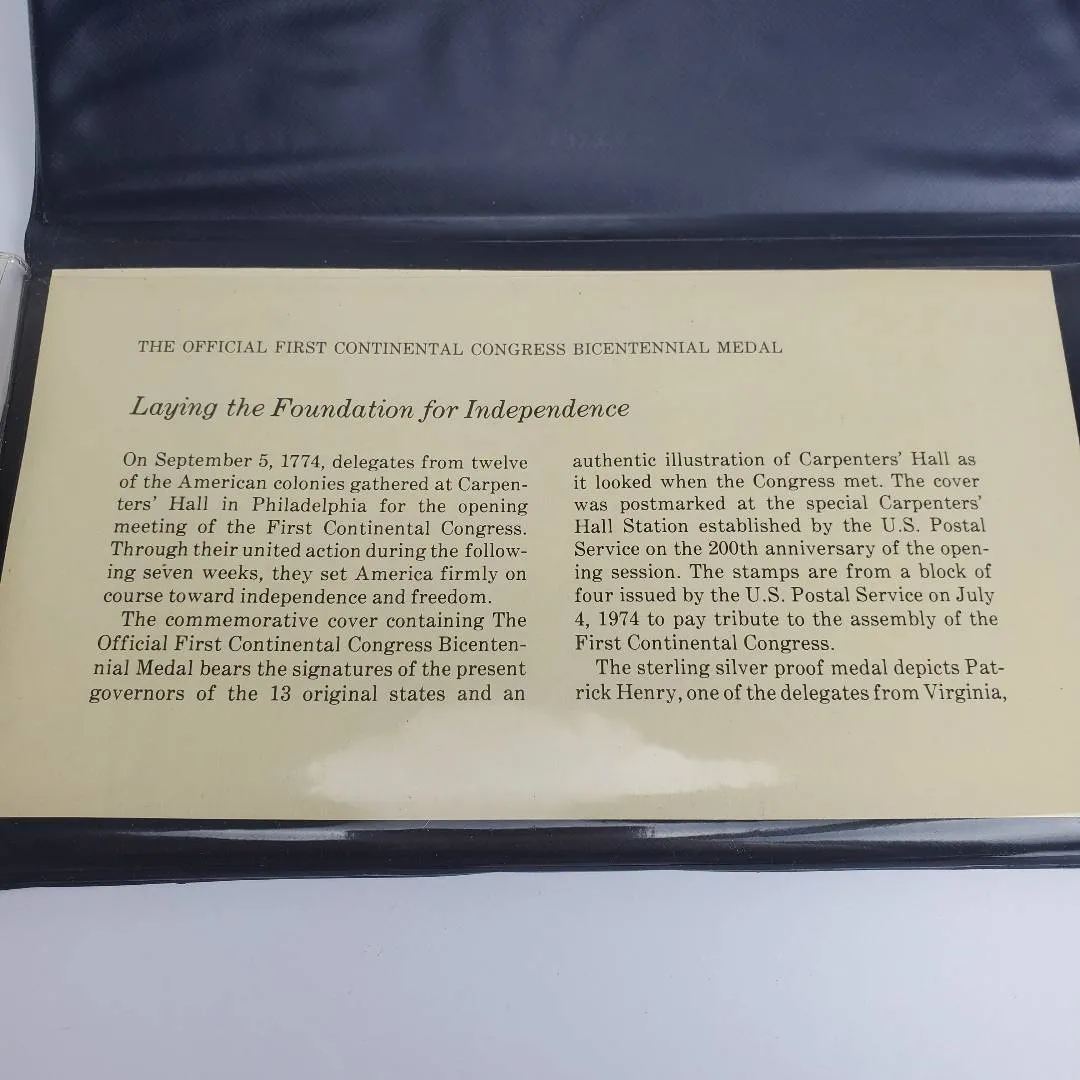 THE OFFICIAL FIRST CONTINENTAL CONGRESS BICENTENNIAL MEDAL
Laying the Foundation for Independence
On September 5, 1774, delegates from twelve
of the American colonies gathered at Carpen-
ters' Hall in Philadelphia for the opening
meeting of the First Continental Congress.
Through their united action during the follow-
ing seven weeks, they set America firmly on
course toward independence and freedom.
The commemorative cover containing The
Official First Continental Congress Bicenten-
nial Medal bears the signatures of the present
governors of the 13 original states and an
authentic illustration of Carpenters' Hall as
it looked when the Congress met. The cover
was postmarked at the special Carpenters'
Hall Station established by the U.S. Postal
Service on the 200th anniversary of the open-
ing session. The stamps are from a block of
four issued by the U.S. Postal Service on July
4, 1974 to pay tribute to the assembly of the
First Continental Congress.
The sterling silver proof medal depicts Pat-
rick Henry, one of the delegates from Virginia,